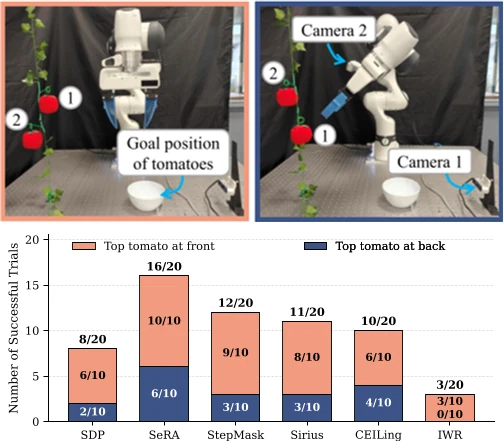 1
2
Goal position
of tomatoes
Camera 2
2
1
Camera 1
Number of Successful Trials
20
15
10
5
0
Top tomato at front
Top tomato at back
8/20
6/10
2/10
16/20
10/10
6/10
12/20
9/10
3/10
11/20
8/10
3/10
10/20
6/10
4/10
3/20
3/10
0/10
SDP
SeRA
StepMask
Sirius
CEILing
IWR